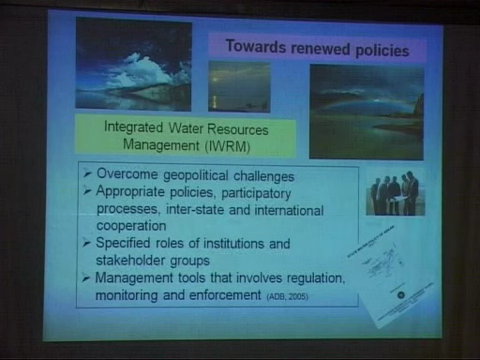 Towards renewed policies
Integrated Water Resources
Management (IWRM)
➢ Overcome geopolitical challenges
➢ Appropriate policies, participatory
processes, inter-state and international
cooperation
➢ Specified roles of institutions and
stakeholder groups
➢ Management tools that involves regulation,
monitoring and enforcement (ADB, 2005)